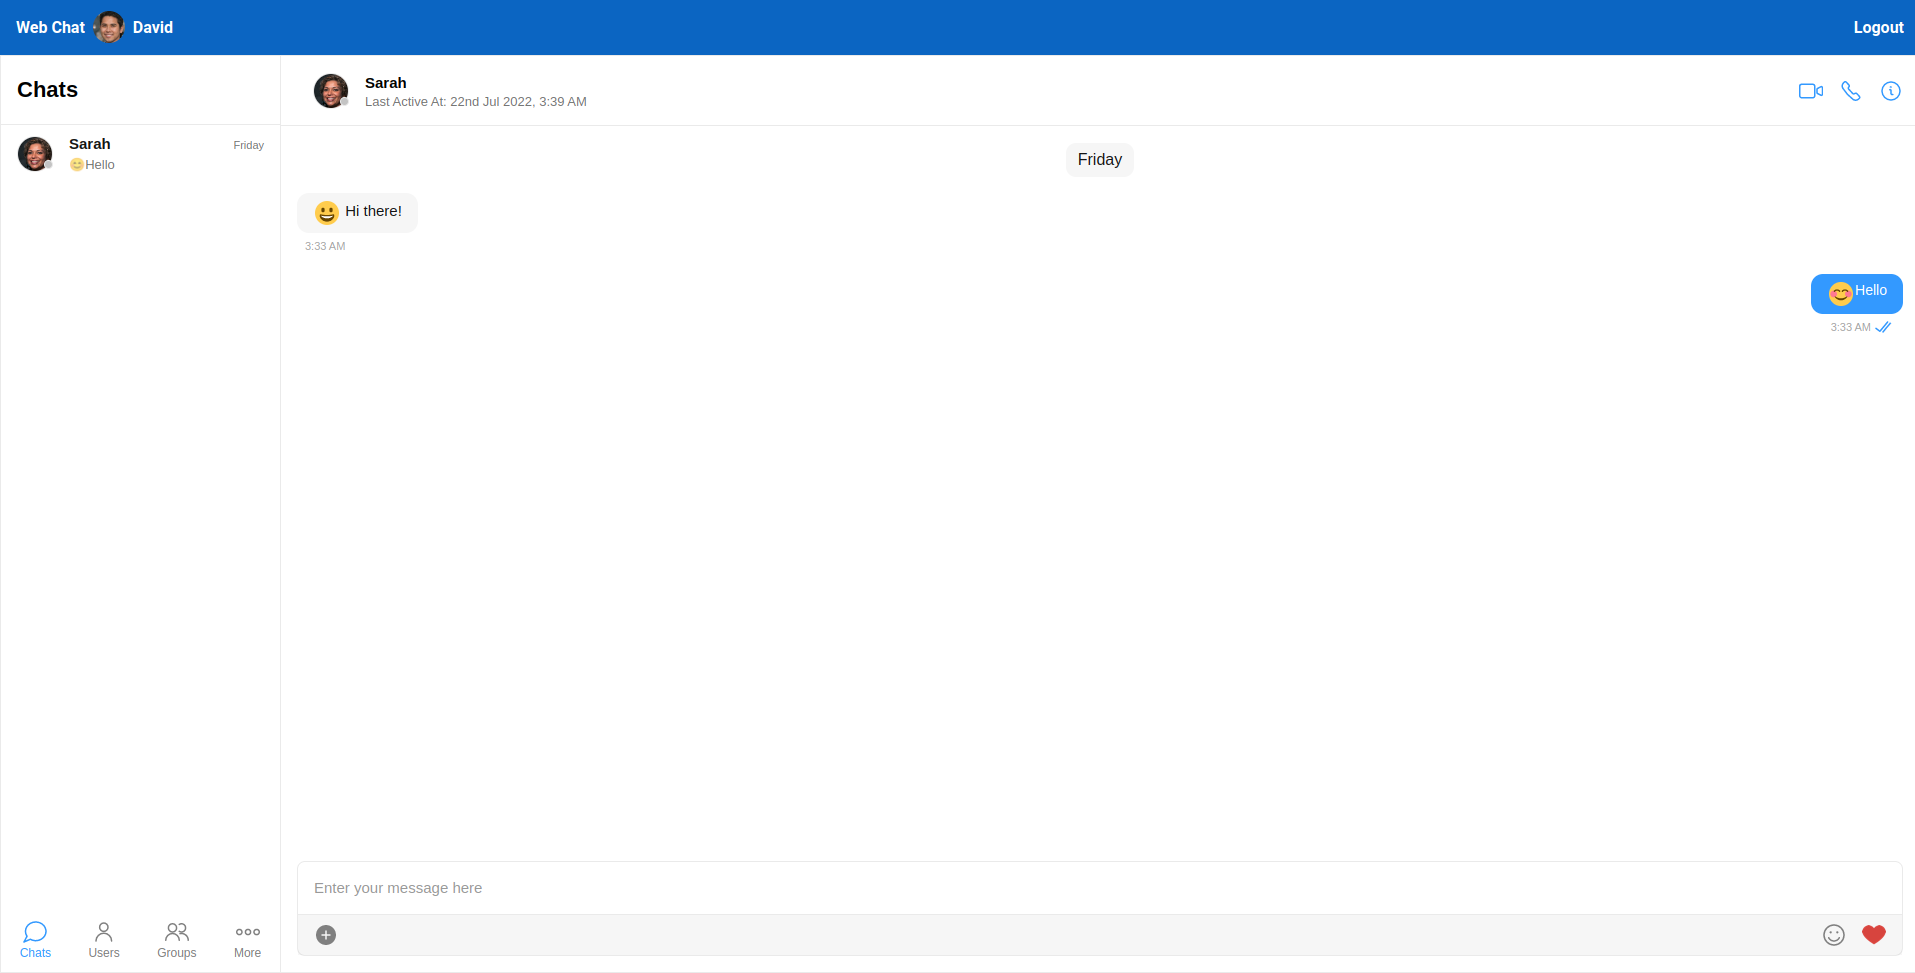 Web Chat David Logout
Chats
Sarah Friday
😊Hello
Sarah
Last Active At: 22nd Jul 2022, 3:39 AM
Friday
😀 Hi there!
3:33 AM
😊Hello
3:33 AM
Enter your message here
Chats Users Groups More